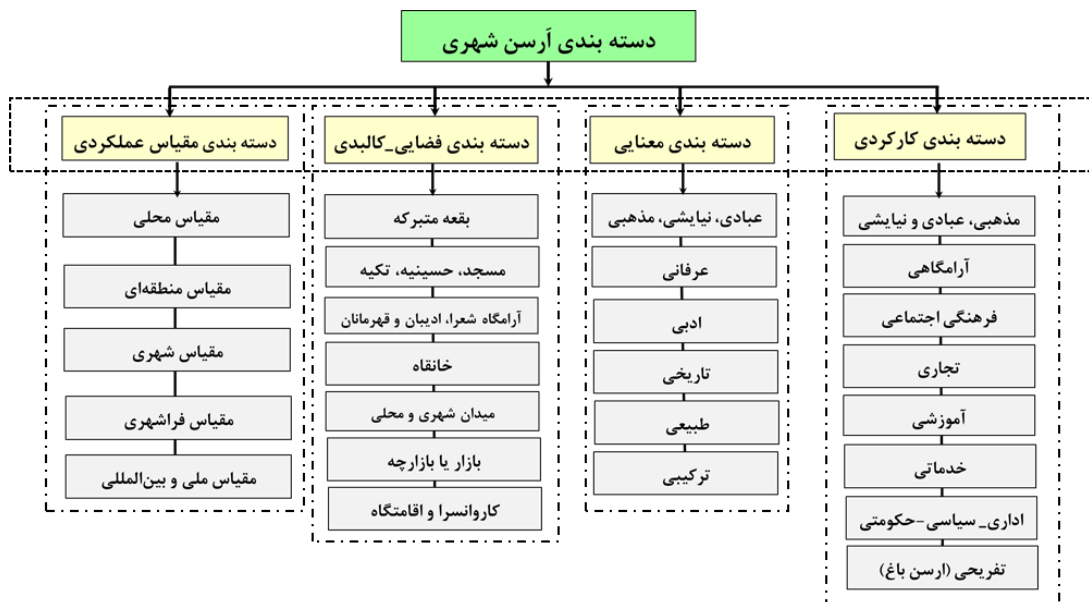 دسته بندی اَرسن شهری
دسته بندی کارکردی
مذهبی، عبادی و نیایشی
آرامگاهی
فرهنگی اجتماعی
تجاری
آموزشی
خدماتی
اداری_ سیاسی-حکومتی
تفریحی (ارسن باغ)
دسته بندی معنایی
عبادی، نیایشی، مذهبی
عرفانی
ادبی
تاریخی
طبیعی
ترکیبی
دسته بندی فضایی_کالبدی
بقعه متبرکه
مسجد، حسینیه، تکیه
آرامگاه شعرا، ادیبان و قهرمانان
خانقاه
میدان شهری و محلی
بازار یا بازارچه
کاروانسرا و اقامتگاه
دسته بندی مقیاس عملکردی
مقیاس محلی
مقیاس منطقه‌ای
مقیاس شهری
مقیاس فراشهری
مقیاس ملی و بین‌المللی